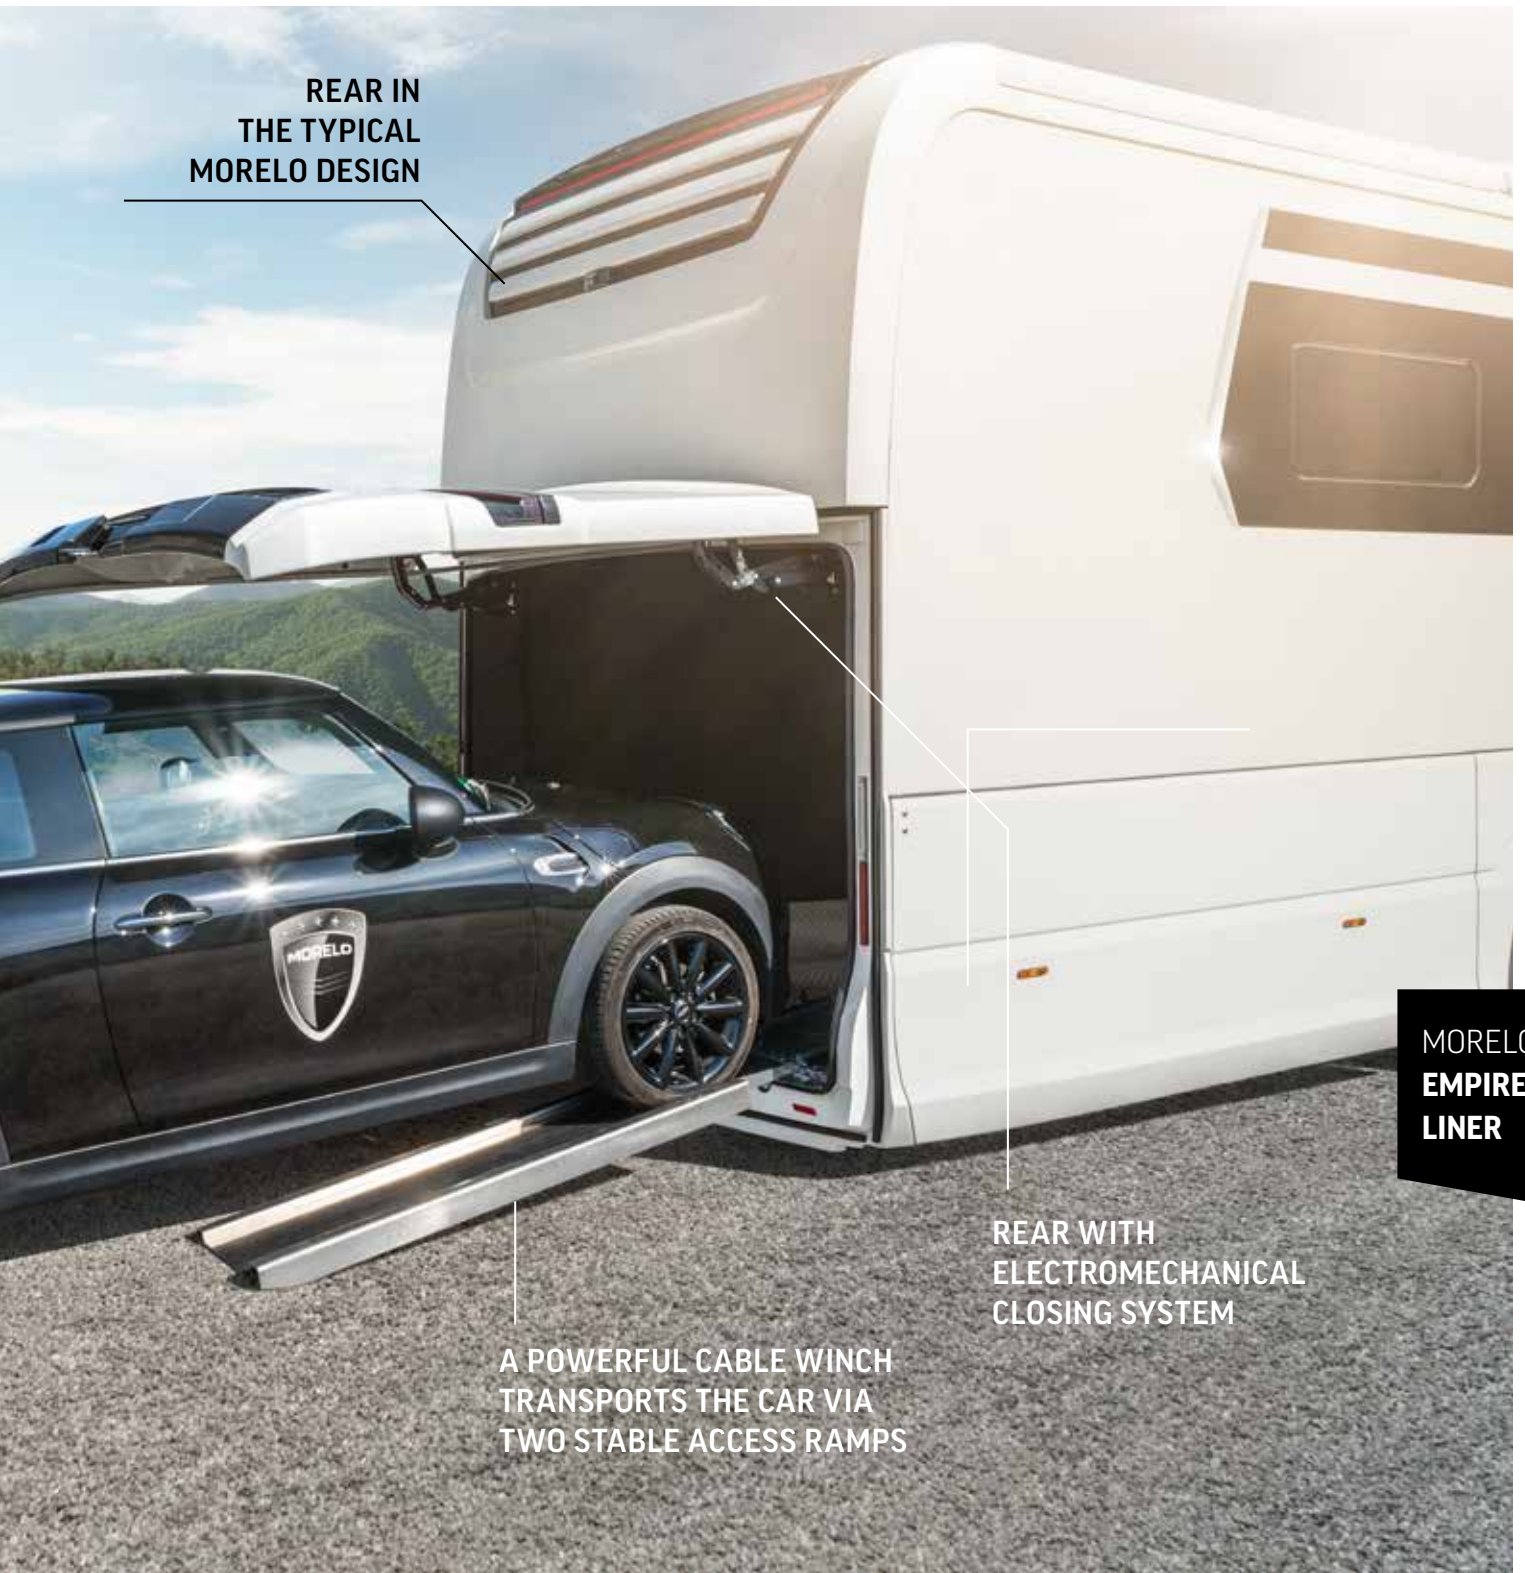 REAR IN
THE TYPICAL
MORELO DESIGN
MORELO
MORELO
EMPIRE
LINER
REAR WITH
ELECTROMECHANICAL
CLOSING SYSTEM
A POWERFUL CABLE WINCH
TRANSPORTS THE CAR VIA
TWO STABLE ACCESS RAMPS